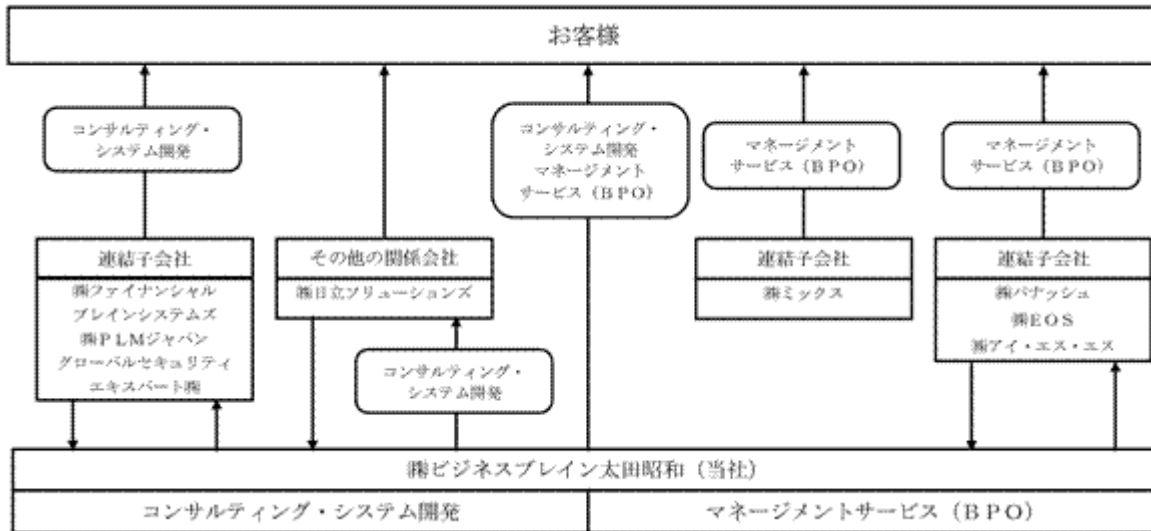 お客様
コンサルティング・
システム開発
コンサルティング・
システム開発
マネージメント
サービス（ＢＰＯ）
マネージメント
サービス（ＢＰＯ）
マネージメント
サービス（ＢＰＯ）
連結子会社
㈱ファイナンシャル
ブレインシステムズ
㈱ＰＬＭジャパン
グローバルセキュリティ
エキスパート㈱
その他の関係会社
㈱日立ソリューションズ
連結子会社
㈱ミックス
連結子会社
㈱パナッシュ
㈱ＥＯＳ
㈱アイ・エス・エス
コンサルティング・
システム開発
㈱ビジネスブレイン太田昭和（当社）
コンサルティング・システム開発
マネージメントサービス（ＢＰＯ）